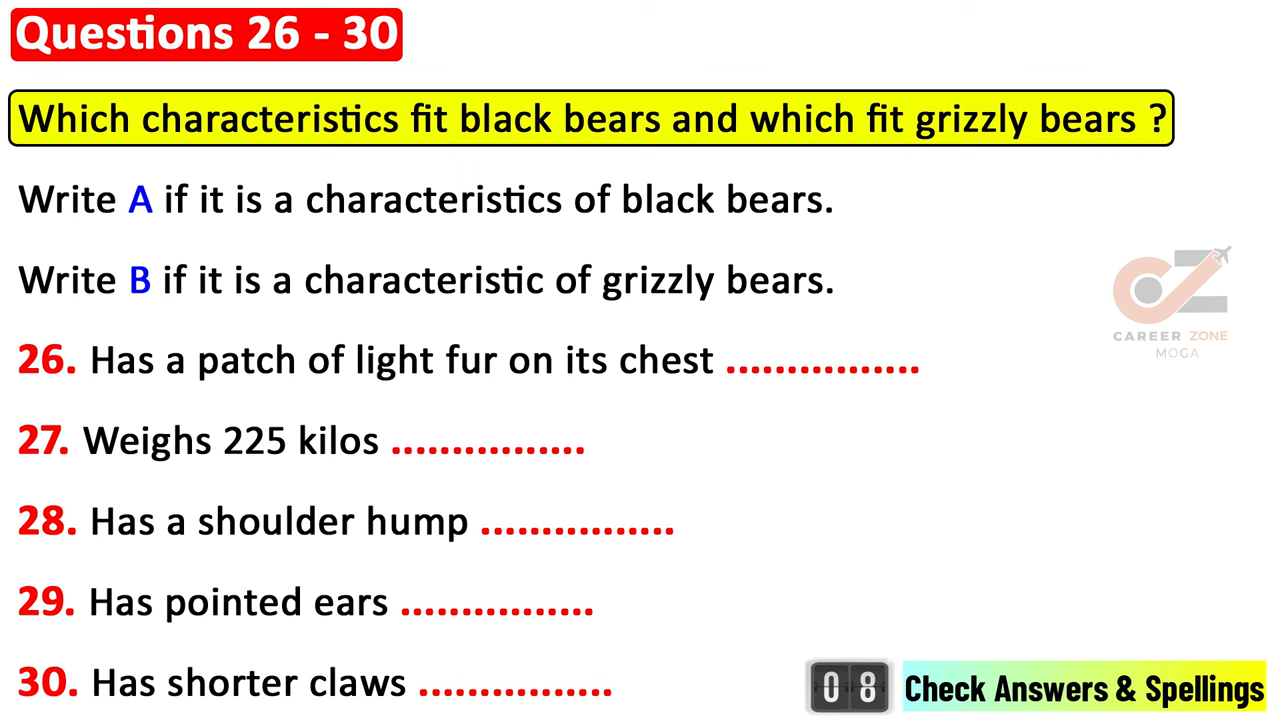 Questions 26 - 30
Which characteristics fit black bears and which fit grizzly bears ?
Write A if it is a characteristics of black bears.
Write B if it is a characteristic of grizzly bears.
CAREER ZONE
MOGA
26. Has a patch of light fur on its chest ................
27. Weighs 225 kilos ................
28. Has a shoulder hump ................
29. Has pointed ears ................
30. Has shorter claws ................
08 Check Answers & Spellings